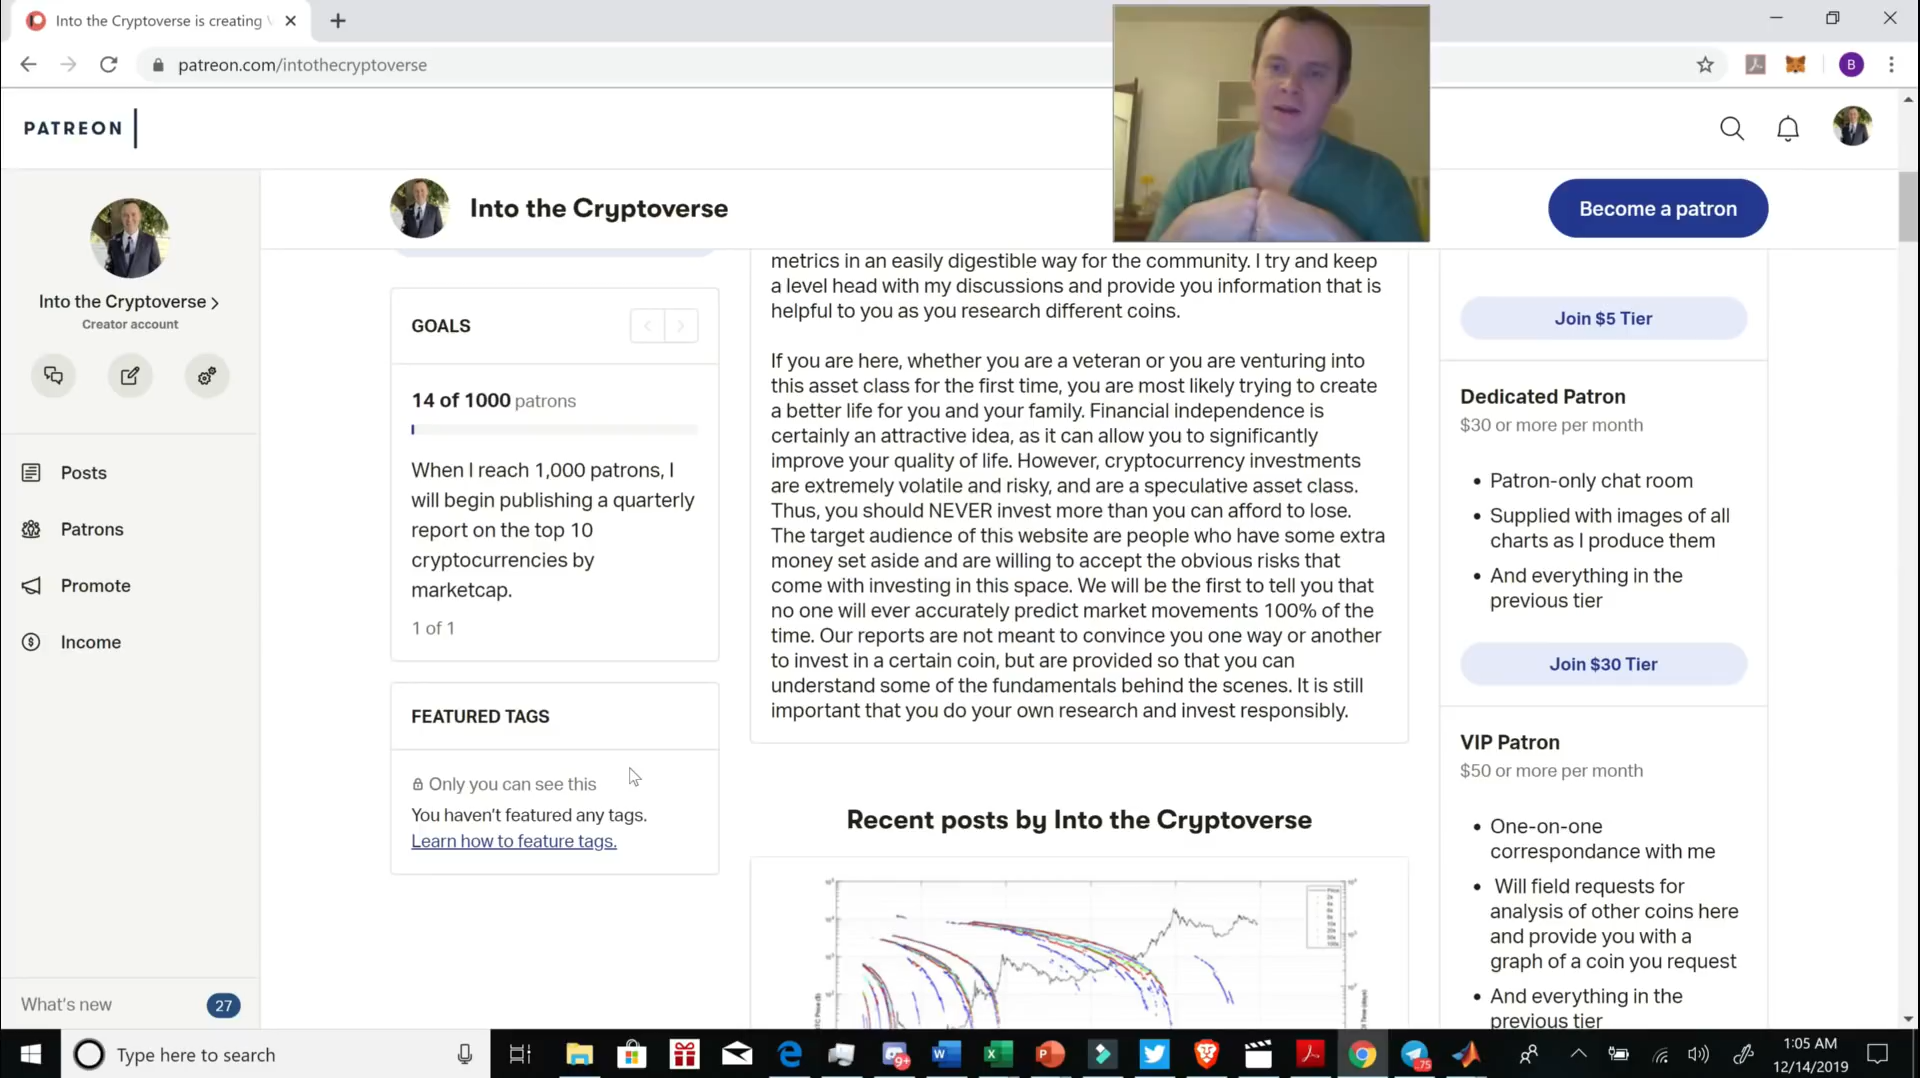 Into the Cryptoverse is creating
patreon.com/intothecryptoverse
B
PATREON
Into the Cryptoverse
Become a patron
Into the Cryptoverse >
Creator account
Posts
Patrons
Promote
Income
What's new 27
GOALS
14 of 1000 patrons
When I reach 1,000 patrons, I
will begin publishing a quarterly
report on the top 10
cryptocurrencies by
marketcap.
1 of 1
FEATURED TAGS
Only you can see this
You haven't featured any tags.
Learn how to feature tags.
metrics in an easily digestible way for the community. I try and keep
a level head with my discussions and provide you information that is
helpful to you as you research different coins.
If you are here, whether you are a veteran or you are venturing into
this asset class for the first time, you are most likely trying to create
a better life for you and your family. Financial independence is
certainly an attractive idea, as it can allow you to significantly
improve your quality of life. However, cryptocurrency investments
are extremely volatile and risky, and are a speculative asset class.
Thus, you should NEVER invest more than you can afford to lose.
The target audience of this website are people who have some extra
money set aside and are willing to accept the obvious risks that
come with investing in this space. We will be the first to tell you that
no one will ever accurately predict market movements 100% of the
time. Our reports are not meant to convince you one way or another
to invest in a certain coin, but are provided so that you can
understand some of the fundamentals behind the scenes. It is still
important that you do your own research and invest responsibly.
Recent posts by Into the Cryptoverse
Join $5 Tier
Dedicated Patron
$30 or more per month
• Patron-only chat room
• Supplied with images of all
charts as I produce them
• And everything in the
previous tier
Join $30 Tier
VIP Patron
$50 or more per month
• One-on-one
correspondance with me
• Will field requests for
analysis of other coins here
and provide you with a
graph of a coin you request
• And everything in the
previous tier
Type here to search
1:05 AM
12/14/2019